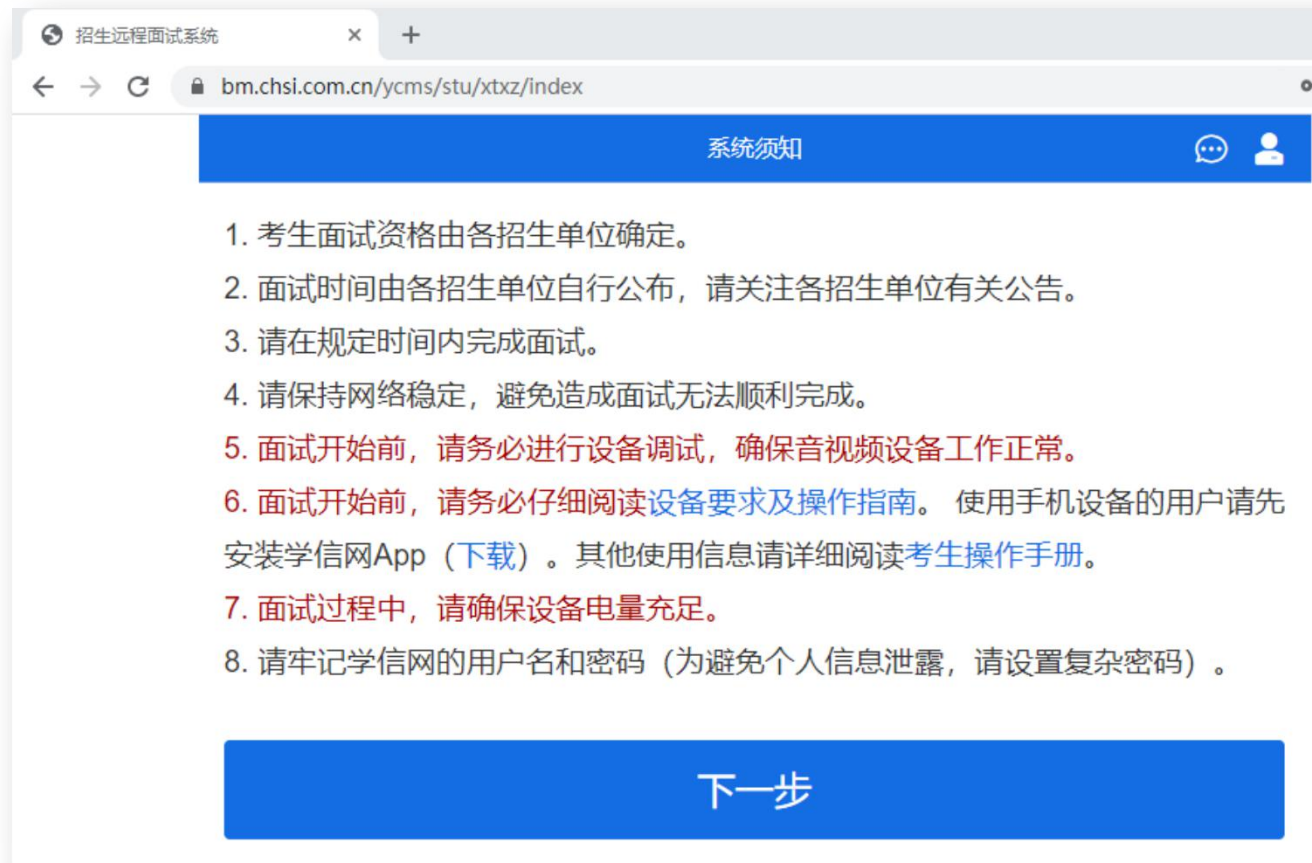 招生远程面试系统
bm.chsi.com.cn/ycms/stu/xtxz/index
系统须知
1. 考生面试资格由各招生单位确定。
2. 面试时间由各招生单位自行公布，请关注各招生单位有关公告。
3. 请在规定时间内完成面试。
4. 请保持网络稳定，避免造成面试无法顺利完成。
5. 面试开始前，请务必进行设备调试，确保音视频设备工作正常。
6. 面试开始前，请务必仔细阅读设备要求及操作指南。 使用手机设备的用户请先
安装学信网App（下载）。其他使用信息请详细阅读考生操作手册。
7. 面试过程中，请确保设备电量充足。
8. 请牢记学信网的用户名和密码（为避免个人信息泄露，请设置复杂密码）。
下一步